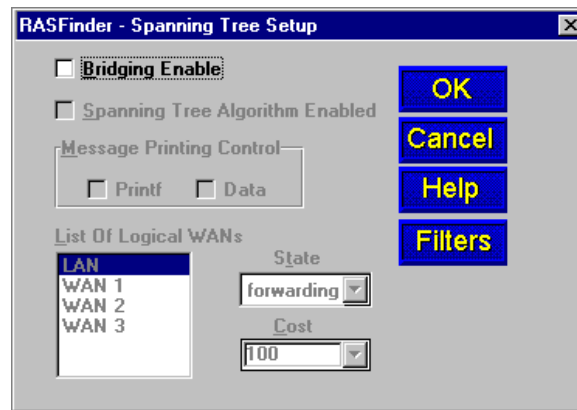 RASFinder - Spanning Tree Setup
Bridging Enable
Spanning Tree Algorithm Enabled
Message Printing Control
Printf
Data
List Of Logical WANs
LAN
WAN 1
WAN 2
WAN 3
State
forwarding
Cost
100
OK
Cancel
Help
Filters